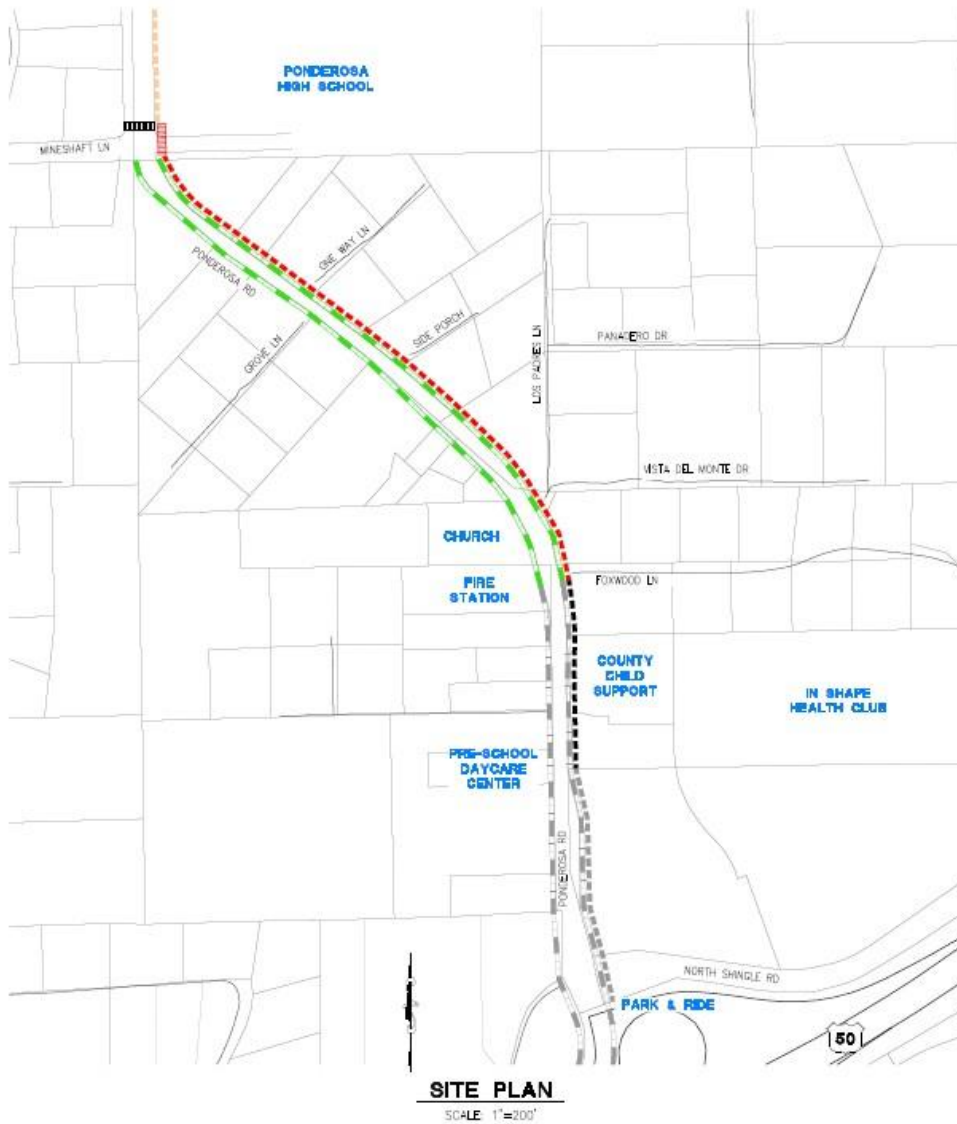 PONDEROSA
HIGH SCHOOL
MINESHAFT LN
ONE WAY LN
PONDEROSA RD
SIDE PORCH
GROVE LN
LOS PADRES LN
PANADERO DR
VISTA DEL MONTE DR
CHURCH
FIRE
STATION
FOXWOOD LN
COUNTY
CHILD
SUPPORT
IN SHAPE
HEALTH CLUB
PRE-SCHOOL
DAYCARE
CENTER
PONDEROSA RD
NORTH SHINGLE RD
PARK & RIDE
50
SITE PLAN
SCALE: 1"=200'